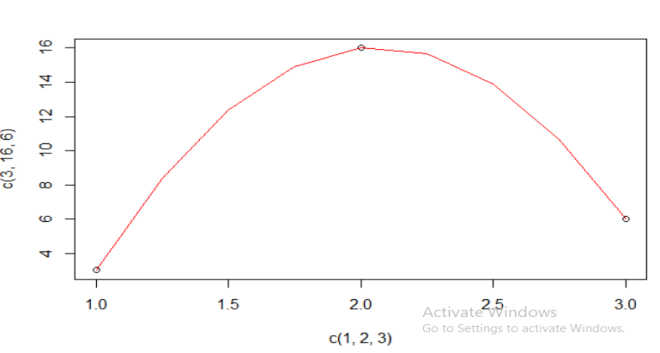 c(3, 16, 6)
16
14
12
10
8
6
4
1.0 1.5 2.0 2.5 3.0
c(1, 2, 3)
Activate Windows
Go to Settings to activate Windows.